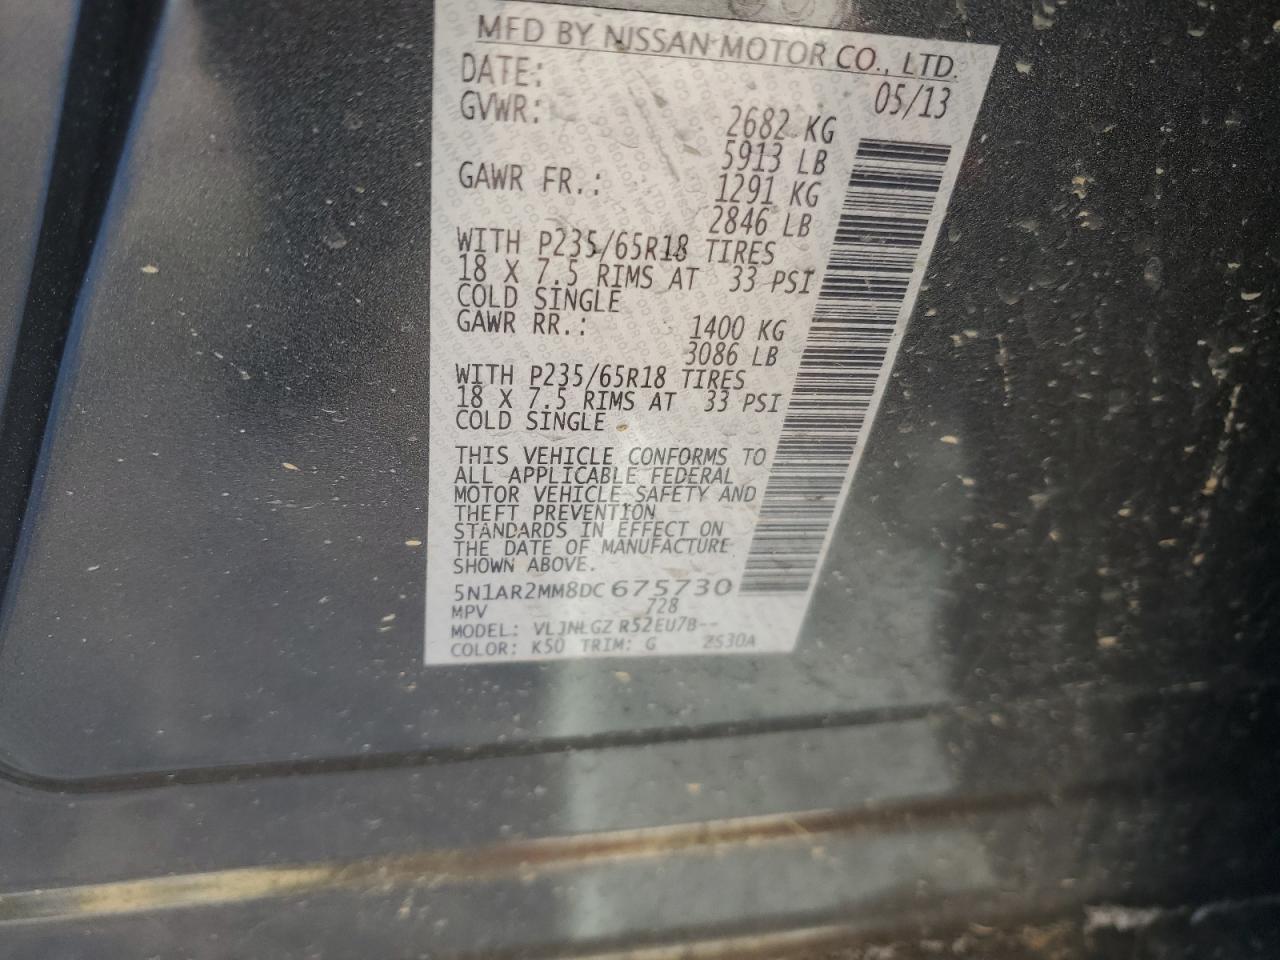 MFD BY NISSAN MOTOR CO., LTD.
DATE: 05/13
GVWR: 2682 KG
5913 LB
GAWR FR.: 1291 KG
2846 LB
WITH P235/65R18 TIRES
18 X 7.5 RIMS AT 33 PSI
COLD SINGLE
GAWR RR.: 1400 KG
3086 LB
WITH P235/65R18 TIRES
18 X 7.5 RIMS AT 33 PSI
COLD SINGLE
THIS VEHICLE CONFORMS TO
ALL APPLICABLE FEDERAL
MOTOR VEHICLE SAFETY AND
THEFT PREVENTION
STANDARDS IN EFFECT ON
THE DATE OF MANUFACTURE
SHOWN ABOVE.
5N1AR2MM8DC675730
MPV 728
MODEL: VLJNLGZ R52EU7B--
COLOR: K50 TRIM: G ZS30A